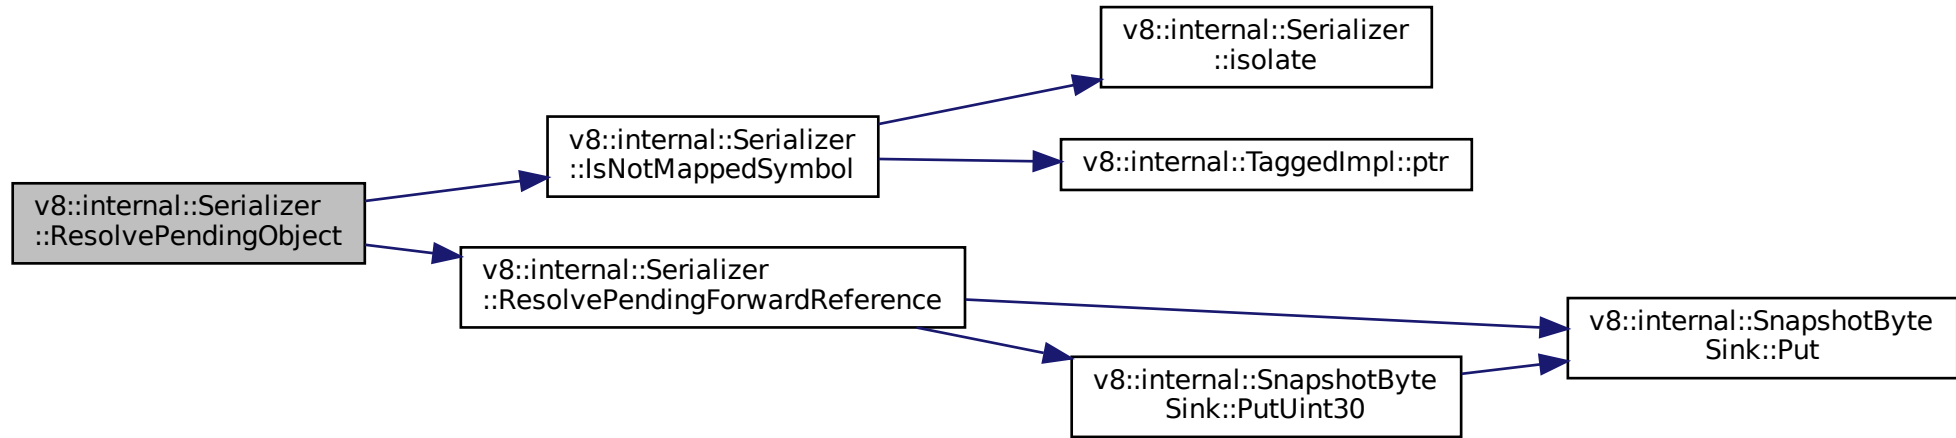 v8::internal::Serializer
::isolate
v8::internal::Serializer
::IsNotMappedSymbol
v8::internal::TaggedImpl::ptr
v8::internal::Serializer
::ResolvePendingObject
v8::internal::Serializer
::ResolvePendingForwardReference
v8::internal::SnapshotByte
Sink::Put
v8::internal::SnapshotByte
Sink::PutUint30